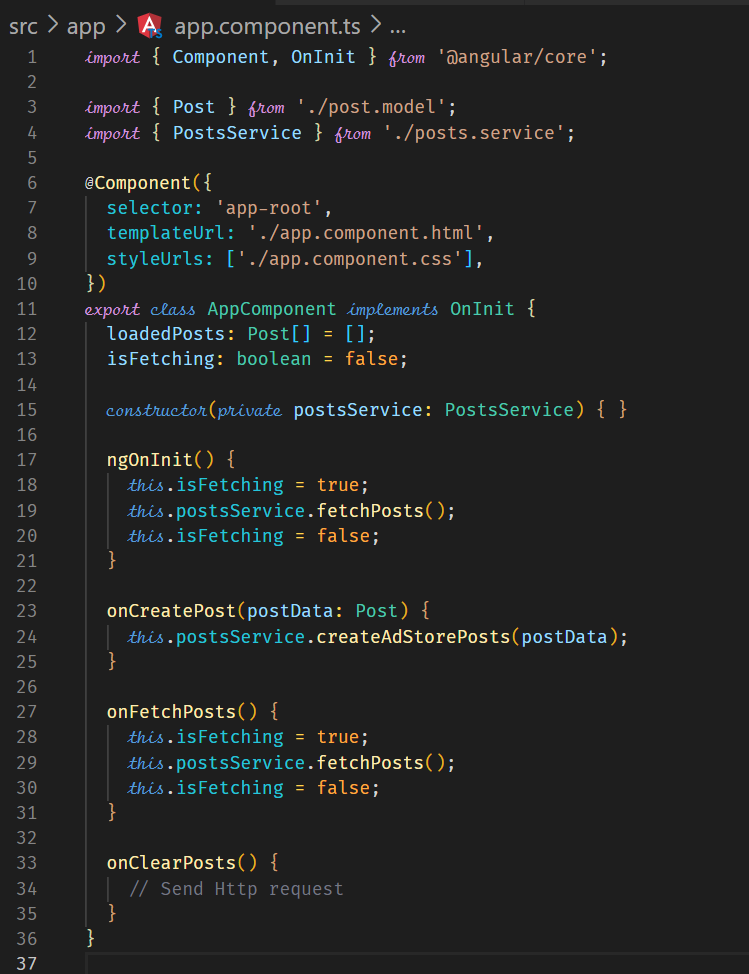 src > app > app.component.ts > ...
1 import { Component, OnInit } from '@angular/core';
2
3 import { Post } from './post.model';
4 import { PostsService } from './posts.service';
5
6 @Component({
7   selector: 'app-root',
8   templateUrl: './app.component.html',
9   styleUrls: ['./app.component.css'],
10 })
11 export class AppComponent implements OnInit {
12   loadedPosts: Post[] = [];
13   isFetching: boolean = false;
14
15   constructor(private postsService: PostsService) { }
16
17   ngOnInit() {
18     this.isFetching = true;
19     this.postsService.fetchPosts();
20     this.isFetching = false;
21   }
22
23   onCreatePost(postData: Post) {
24     this.postsService.createAdStorePosts(postData);
25   }
26
27   onFetchPosts() {
28     this.isFetching = true;
29     this.postsService.fetchPosts();
30     this.isFetching = false;
31   }
32
33   onClearPosts() {
34     // Send Http request
35   }
36 }
37